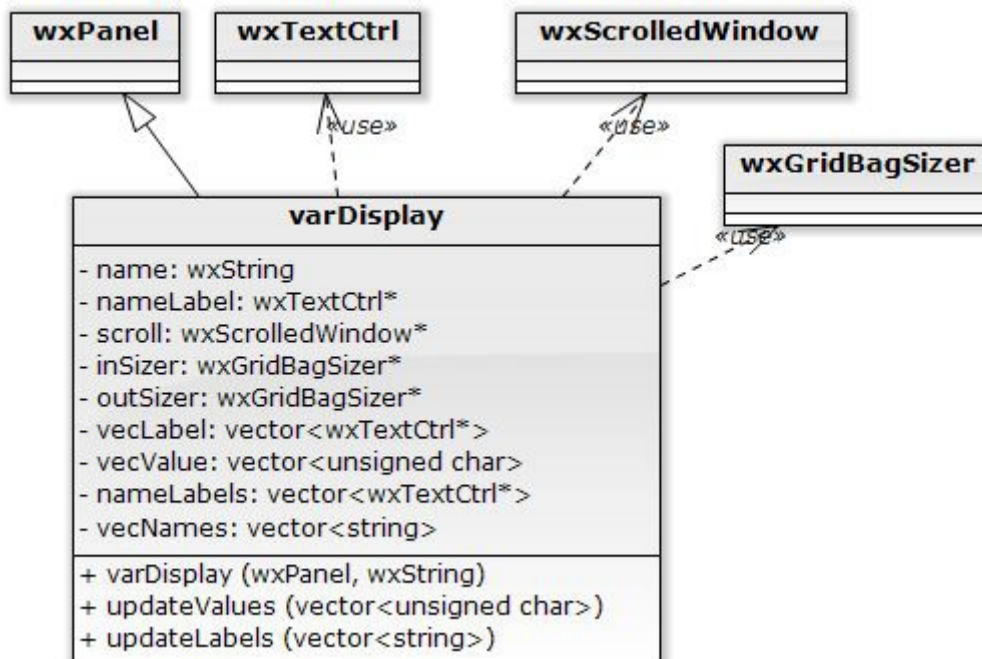 wxPanel
wxTextCtrl
wxScrolledWindow
«use»
«use»
wxGridBagSizer
«use»
varDisplay
- name: wxString
- nameLabel: wxTextCtrl*
- scroll: wxScrolledWindow*
- inSizer: wxGridBagSizer*
- outSizer: wxGridBagSizer*
- vecLabel: vector<wxTextCtrl*>
- vecValue: vector<unsigned char>
- nameLabels: vector<wxTextCtrl*>
- vecNames: vector<string>
+ varDisplay (wxPanel, wxString)
+ updateValues (vector<unsigned char>)
+ updateLabels (vector<string>)